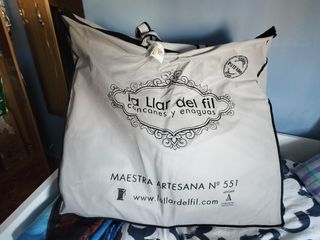 la Llar del fil
cancanes y enaguas
MAESTRA ARTESANA Nº 551
www.lallardelfil.com